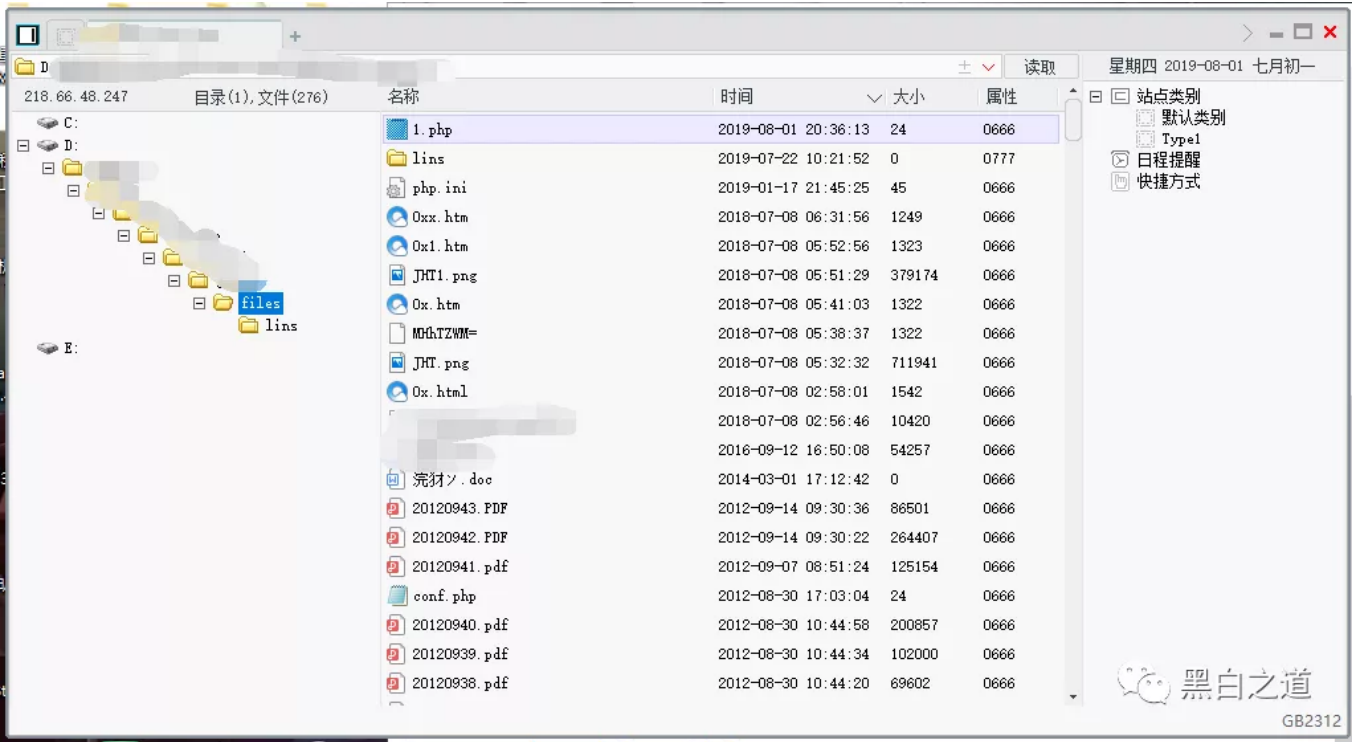 +
D
读取
星期四 2019-08-01 七月初一
218.66.48.247 目录(1),文件(276) 名称 时间 大小 属性
C:
D:
files
lins
E:
1.php 2019-08-01 20:36:13 24 0666
lins 2019-07-22 10:21:52 0 0777
php.ini 2019-01-17 21:45:25 45 0666
0xx.htm 2018-07-08 06:31:56 1249 0666
0x1.htm 2018-07-08 05:52:56 1323 0666
JHT1.png 2018-07-08 05:51:29 379174 0666
0x.htm 2018-07-08 05:41:03 1322 0666
MHhTZWM= 2018-07-08 05:38:37 1322 0666
JHT.png 2018-07-08 05:32:32 711941 0666
0x.html 2018-07-08 02:58:01 1542 0666
2018-07-08 02:56:46 10420 0666
2016-09-12 16:50:08 54257 0666
浣犲ソ.doc 2014-03-01 17:12:42 0 0666
20120943.PDF 2012-09-14 09:30:36 86501 0666
20120942.PDF 2012-09-14 09:30:22 264407 0666
20120941.pdf 2012-09-07 08:51:24 125154 0666
conf.php 2012-08-30 17:03:04 24 0666
20120940.pdf 2012-08-30 10:44:58 200857 0666
20120939.pdf 2012-08-30 10:44:34 102000 0666
20120938.pdf 2012-08-30 10:44:20 69602 0666
站点类别
默认类别
Type1
日程提醒
快捷方式
黑白之道
GB2312